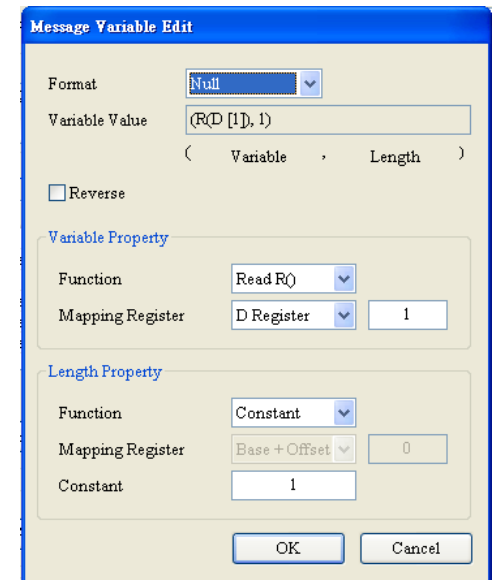 Message Variable Edit
Format Null
Variable Value (R(D [1]), 1)
( Variable , Length )
Reverse
Variable Property
Function Read R()
Mapping Register D Register 1
Length Property
Function Constant
Mapping Register Base + Offset 0
Constant 1
OK Cancel